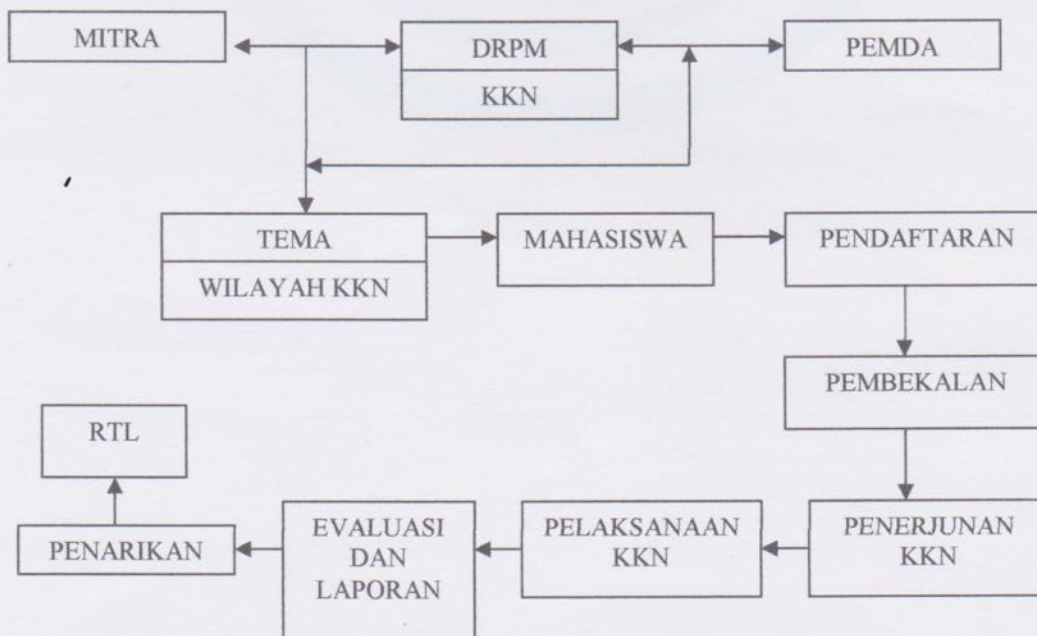 MITRA
DRPM
KKN
PEMDA
TEMA
WILAYAH KKN
MAHASISWA
PENDAFTARAN
PEMBEKALAN
PENERJUNAN
KKN
PELAKSANAAN
KKN
EVALUASI
DAN
LAPORAN
PENARIKAN
RTL